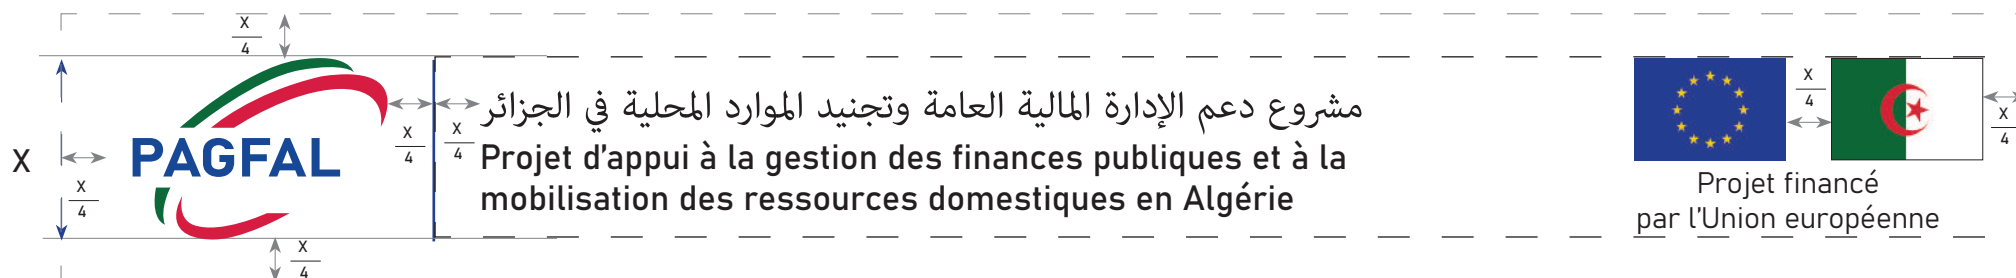 X
4
X
X
4
PAGFAL
X
4
X
4
X
4
مشروع دعم الإدارة المالية العامة وتجنيد الموارد المحلية في الجزائر
Projet d'appui à la gestion des finances publiques et à la
mobilisation des ressources domestiques en Algérie
X
4
X
4
Projet financé
par l'Union européenne